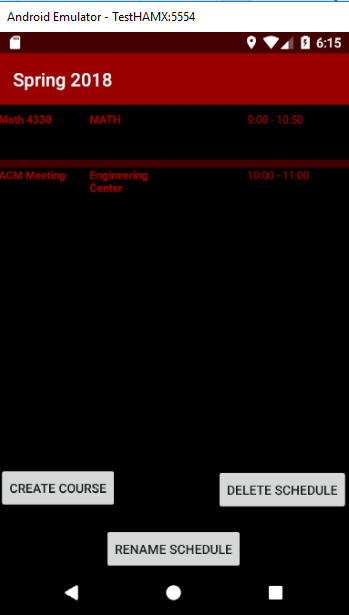 Android Emulator - TestHAMX:5554
6:15
Spring 2018
Math 4330 MATH 9:00 - 10:50
ACM Meeting Engineering 10:00 - 11:00
Center
CREATE COURSE DELETE SCHEDULE
RENAME SCHEDULE